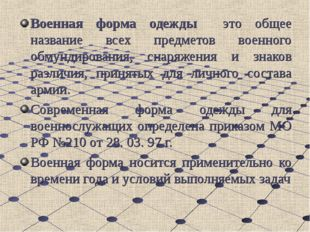 Военная форма одежды это общее
название всех предметов военного
обмундирования, снаряжения и знаков
различия, принятых для личного состава
армии.
Современная форма одежды для
военнослужащих определена приказом МО
РФ №210 от 28. 03. 97 г.
Военная форма носится применительно ко
времени года и условий выполняемых задач